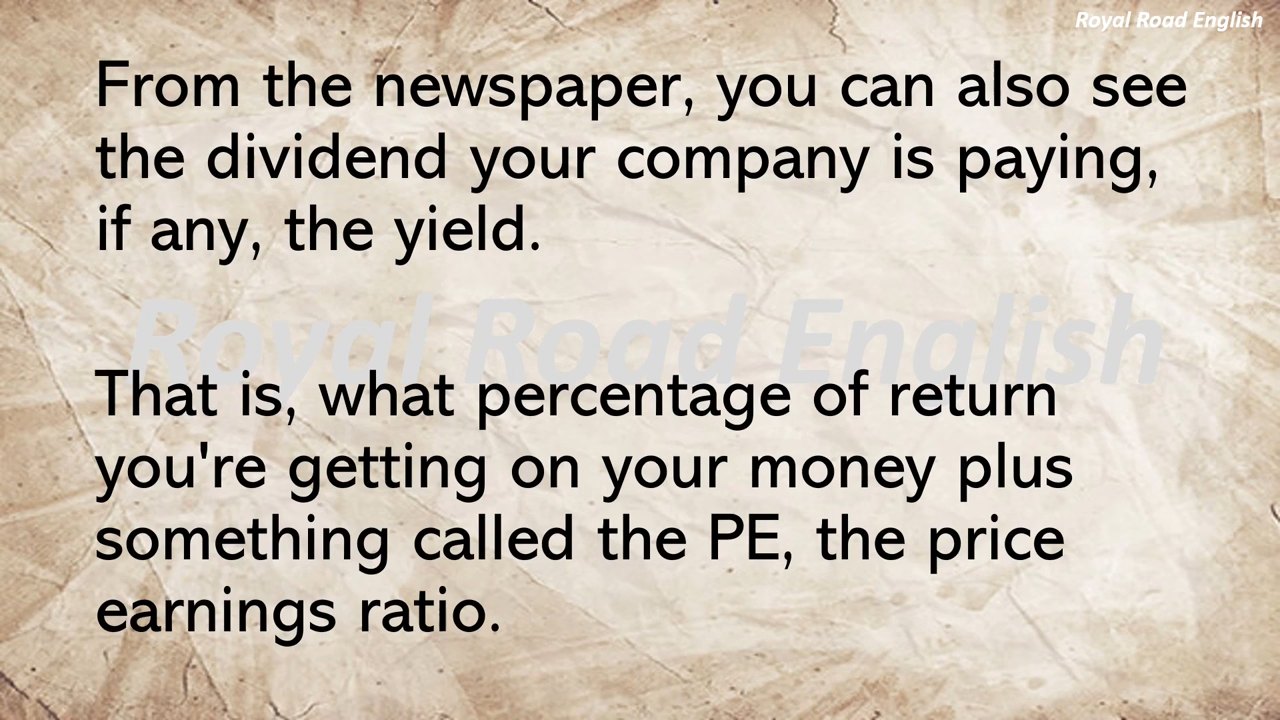 Royal Road English
From the newspaper, you can also see
the dividend your company is paying,
if any, the yield.
Royal Road English
That is, what percentage of return
you're getting on your money plus
something called the PE, the price
earnings ratio.